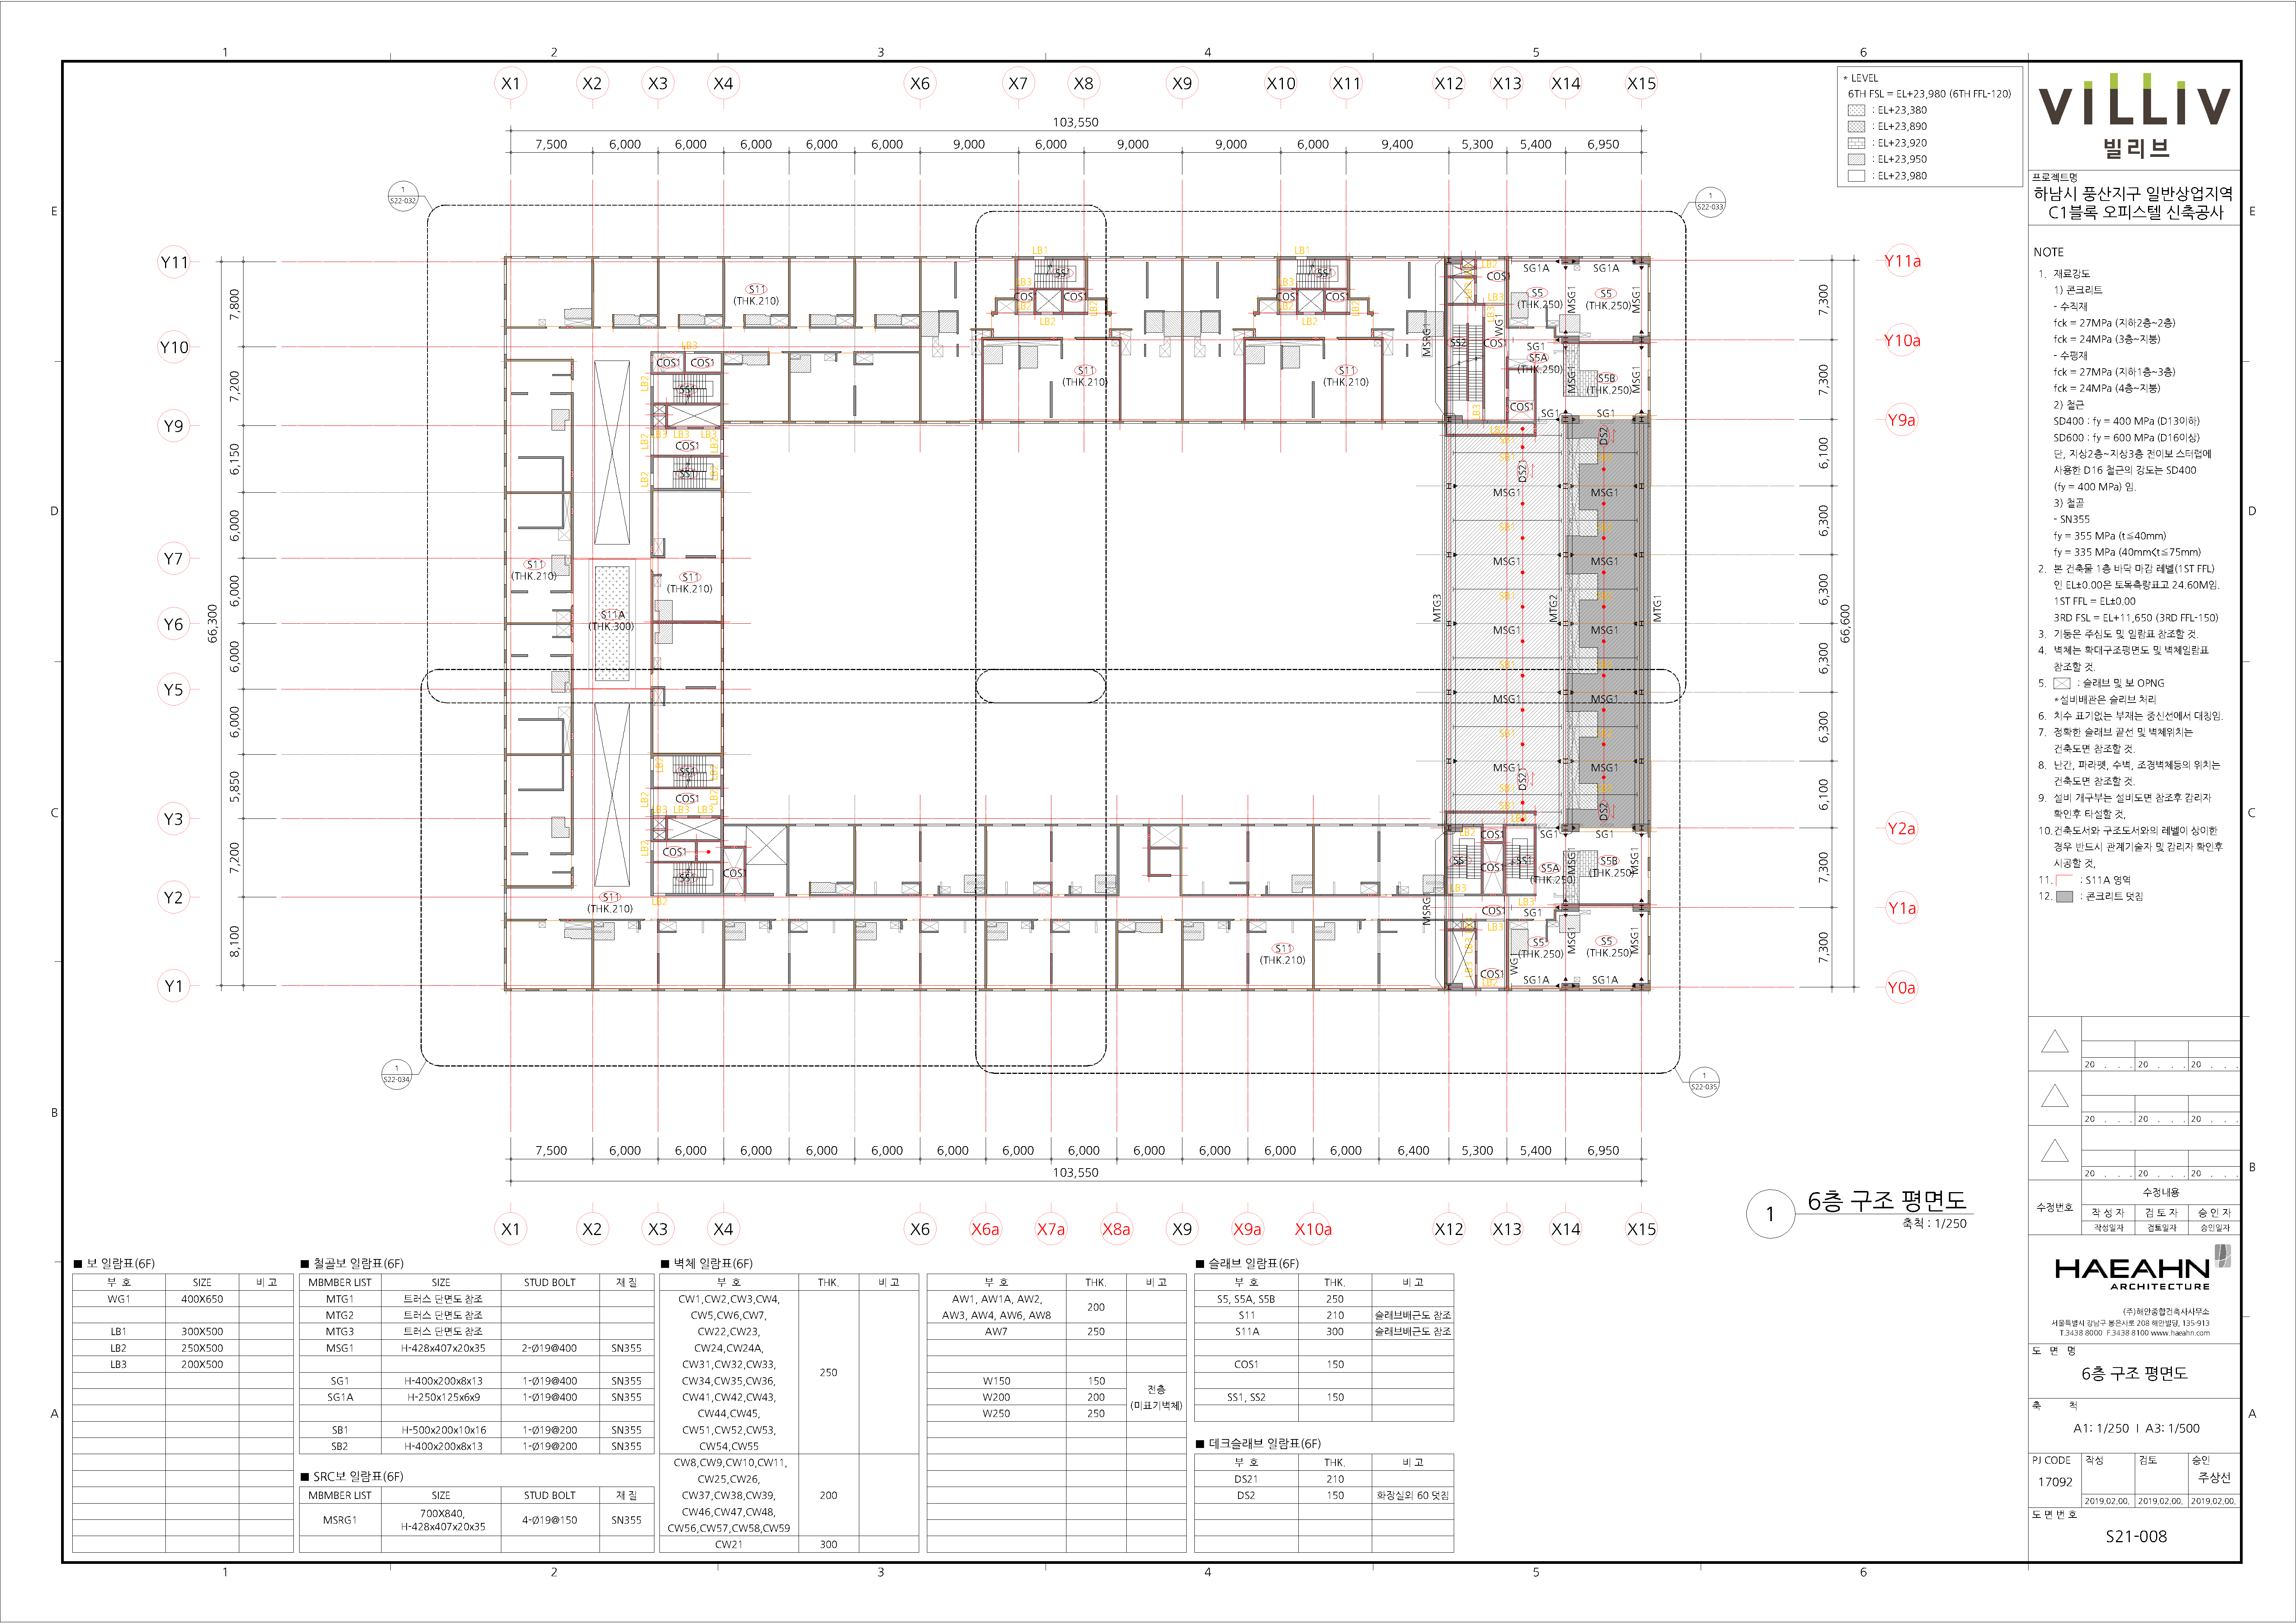 1 2 3 4 5 6
X1 X2 X3 X4 X6 X7 X8 X9 X10 X11 X12 X13 X14 X15
103,550
7,500 6,000 6,000 6,000 6,000 6,000 9,000 6,000 9,000 9,000 6,000 9,400 5,300 5,400 6,950
* LEVEL
6TH FSL = EL+23,980 (6TH FFL-120)
: EL+23,380
: EL+23,890
: EL+23,920
: EL+23,950
: EL+23,980
1
S22-032
1
S22-033
1
S22-034
1
S22-035
E
D
C
B
A
Y11
Y10
Y9
Y7
Y6
Y5
Y3
Y2
Y1
7,800
7,200
6,150
6,000
6,000
6,000
6,000
5,850
7,200
8,100
66,300
Y11a
Y10a
Y9a
Y2a
Y1a
Y0a
7,300
7,300
6,100
6,300
6,300
6,300
6,300
6,100
7,300
7,300
66,600
S11
(THK.210)
S11
(THK.210)
S11
(THK.210)
S11
(THK.210)
S11
(THK.210)
S11A
(THK.300)
S11
(THK.210)
S11
(THK.210)
S5
(THK.250)
S5
(THK.250)
S5A
(THK.250)
S5B
(THK.250)
S5A
(THK.250)
S5B
(THK.250)
S5
(THK.250)
S5
(THK.250)
LB1 LB2 LB3 COS1 SS1 SS2
SG1A SG1A
SG1 SG1
MSRG1 WG1
MSG1
MSG1
MSG1
MSG1
MSG1
MTG3 MTG2 MTG1
DS21 DS2
SB1
7,500 6,000 6,000 6,000 6,000 6,000 6,000 6,000 6,000 6,000 6,000 6,000 6,400 5,300 5,400 6,950
103,550
X1 X2 X3 X4 X6 X6a X7a X8a X9 X9a X10a X12 X13 X14 X15
1 6층 구조 평면도
축척 : 1/250
■ 보 일람표(6F)
부 호 SIZE 비 고
WG1 400X650
LB1 300X500
LB2 250X500
LB3 200X500
■ 철골보 일람표(6F)
MBMBER LIST SIZE STUD BOLT 재 질
MTG1 트러스 단면도 참조
MTG2 트러스 단면도 참조
MTG3 트러스 단면도 참조
MSG1 H-428x407x20x35 2-Ø19@400 SN355
SG1 H-400x200x8x13 1-Ø19@400 SN355
SG1A H-250x125x6x9 1-Ø19@400 SN355
SB1 H-500x200x10x16 1-Ø19@200 SN355
SB2 H-400x200x8x13 1-Ø19@200 SN355
■ SRC보 일람표(6F)
MBMBER LIST SIZE STUD BOLT 재 질
MSRG1 700X840, H-428x407x20x35 4-Ø19@150 SN355
■ 벽체 일람표(6F)
부 호 THK. 비 고
CW1,CW2,CW3,CW4,
CW5,CW6,CW7,
CW22,CW23,
CW24,CW24A,
CW31,CW32,CW33,
CW34,CW35,CW36,
CW41,CW42,CW43,
CW44,CW45,
CW51,CW52,CW53,
CW54,CW55
250
CW8,CW9,CW10,CW11,
CW25,CW26,
CW37,CW38,CW39,
CW46,CW47,CW48,
CW56,CW57,CW58,CW59
200
CW21 300
부 호 THK. 비 고
AW1, AW1A, AW2,
AW3, AW4, AW6, AW8
200
AW7 250
W150 150
W200 200
W250 250
전층
(미표기벽체)
■ 슬래브 일람표(6F)
부 호 THK. 비 고
S5, S5A, S5B 250
S11 210 슬래브배근도 참조
S11A 300 슬래브배근도 참조
COS1 150
SS1, SS2 150
■ 데크슬래브 일람표(6F)
부 호 THK. 비 고
DS21 210
DS2 150 화장실외 60 덧침
VILLIV
빌리브
프로젝트명
하남시 풍산지구 일반상업지역
C1블록 오피스텔 신축공사
NOTE
1. 재료강도
1) 콘크리트
- 수직재
fck = 27MPa (지하2층~2층)
fck = 24MPa (3층~지붕)
- 수평재
fck = 27MPa (지하1층~3층)
fck = 24MPa (4층~지붕)
2) 철근
SD400 : fy = 400 MPa (D13이하)
SD600 : fy = 600 MPa (D16이상)
단, 지상2층~지상3층 전이보 스터럽에
사용한 D16 철근의 강도는 SD400
(fy = 400 MPa) 임.
3) 철골
- SN355
fy = 355 MPa (t≦40mm)
fy = 335 MPa (40mm<t≦75mm)
2. 본 건축물 1층 바닥 마감 레벨(1ST FFL)
인 EL±0.00은 토목측량표고 24.60M임.
1ST FFL = EL±0.00
3RD FSL = EL+11,650 (3RD FFL-150)
3. 기둥은 주심도 및 일람표 참조할 것.
4. 벽체는 확대구조평면도 및 벽체일람표
참조할 것.
5. : 슬래브 및 보 OPNG
*설비배관은 슬리브 처리
6. 치수 표기없는 부재는 중신선에서 대칭임.
7. 정확한 슬래브 끝선 및 벽체위치는
건축도면 참조할 것.
8. 난간, 파라펫, 수벽, 조경벽체등의 위치는
건축도면 참조할 것.
9. 설비 개구부는 설비도면 참조후 감리자
확인후 타설할 것,
10.건축도서와 구조도서와의 레벨이 상이한
경우 반드시 관계기술자 및 감리자 확인후
시공할 것,
11. : S11A 영역
12. : 콘크리트 덧침
20 . . . 20 . . . 20 . . .
20 . . . 20 . . . 20 . . .
20 . . . 20 . . . 20 . . .
수정번호 수정내용
작 성 자 검 토 자 승 인 자
작성일자 검토일자 승인일자
HAEAHN
ARCHITECTURE
(주)해안종합건축사사무소
서울특별시 강남구 봉은사로 208 해안빌딩, 135-913
T.3438 8000 F.3438 8100 www.haeahn.com
도 면 명
6층 구조 평면도
축 척
A1: 1/250 I A3: 1/500
PJ CODE 작성 검토 승인
17092 주상선
2019.02.00. 2019.02.00. 2019.02.00.
도 면 번 호
S21-008
1 2 3 4 5 6